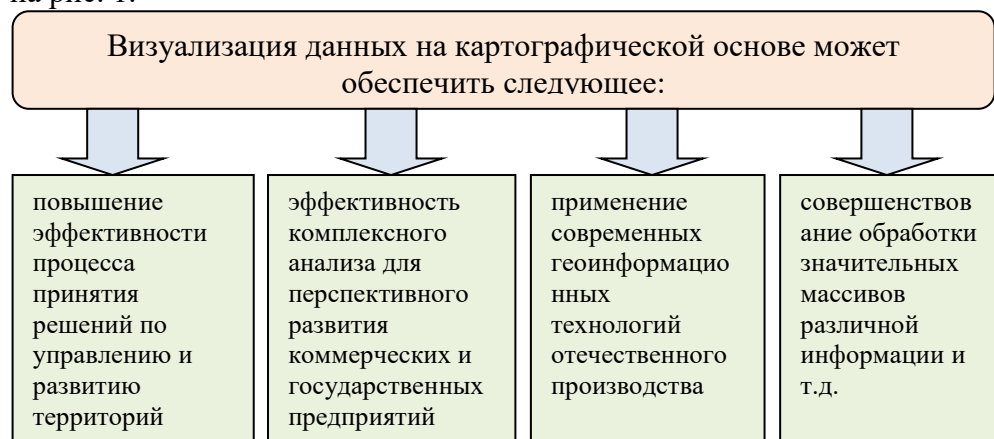 на рис. 1.
Визуализация данных на картографической основе может
обеспечить следующее:
повышение
эффективности
процесса
принятия
решений по
управлению и
развитию
территорий
эффективность
комплексного
анализа для
перспективного
развития
коммерческих и
государственных
предприятий
применение
современных
геоинформацио
нных
технологий
отечественного
производства
совершенствов
ание обработки
значительных
массивов
различной
информации и
т.д.